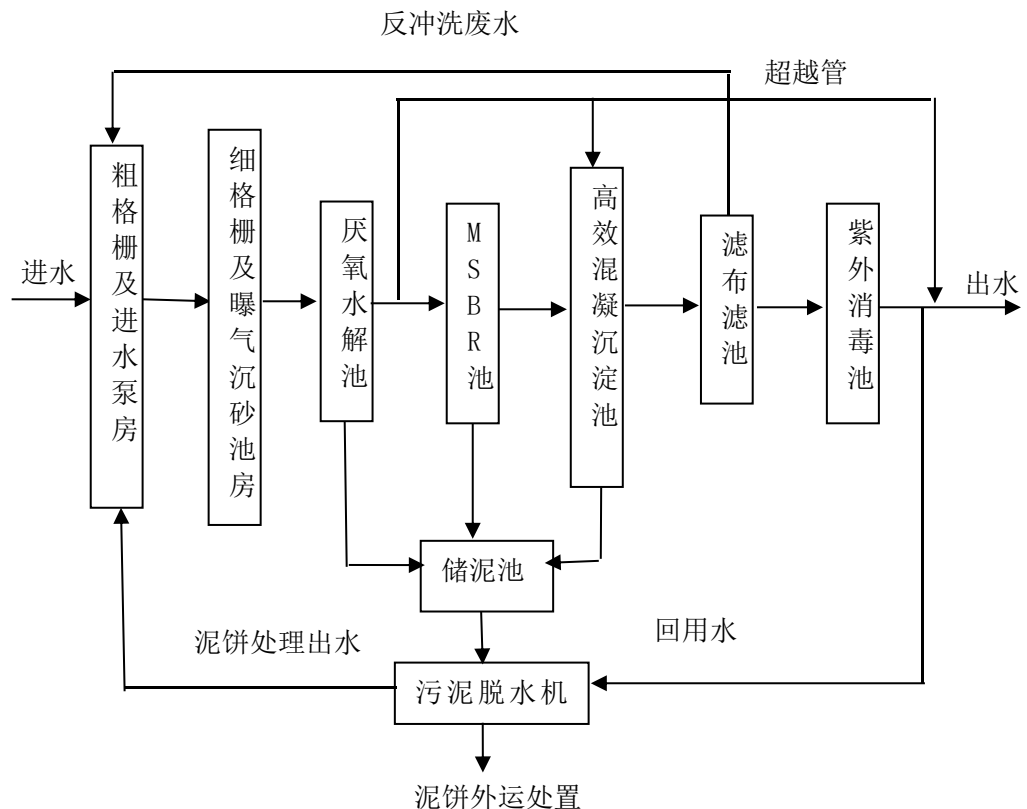 反冲洗废水
超越管
粗格栅及进水泵房
细格栅及曝气沉砂池房
厌氧水解池
MSBR池
高效混凝沉淀池
滤布滤池
紫外消毒池
进水
出水
储泥池
泥饼处理出水
回用水
污泥脱水机
泥饼外运处置